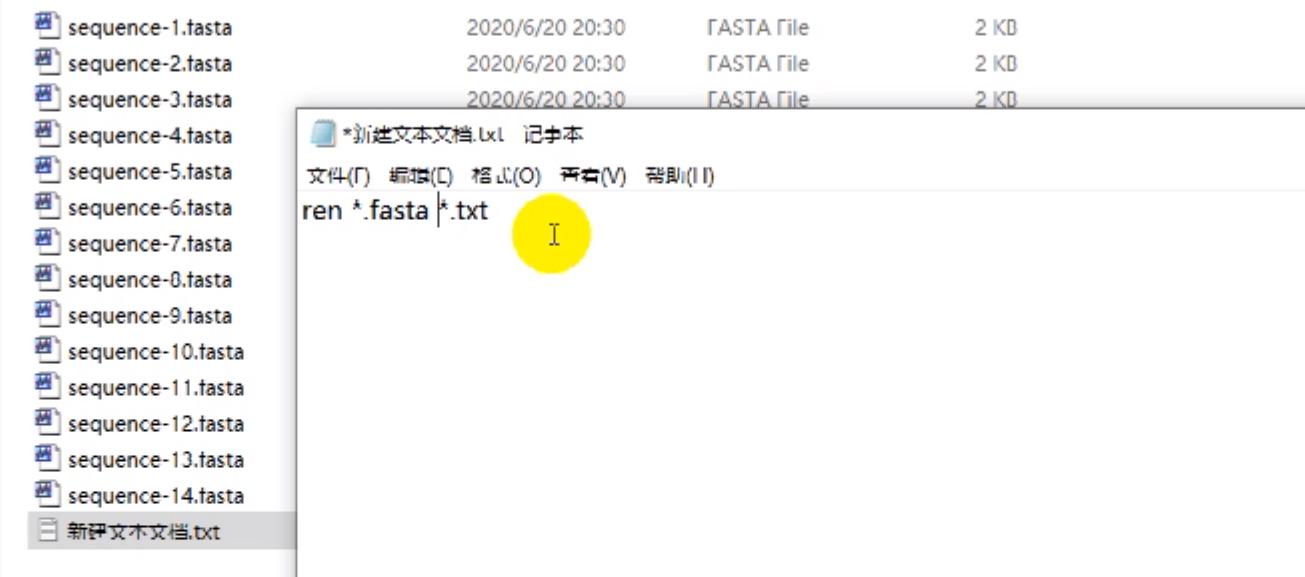 sequence-1.fasta 2020/6/20 20:30 FASTA File 2 KB
sequence-2.fasta 2020/6/20 20:30 FASTA File 2 KB
sequence-3.fasta 2020/6/20 20:30 FASTA File 2 KB
sequence-4.fasta
sequence-5.fasta
sequence-6.fasta
sequence-7.fasta
sequence-8.fasta
sequence-9.fasta
sequence-10.fasta
sequence-11.fasta
sequence-12.fasta
sequence-13.fasta
sequence-14.fasta
新建文本文档.txt
*新建文本文档.txt 记事本
文件(F) 编辑(E) 格式(O) 查看(V) 帮助(H)
ren *.fasta *.txt